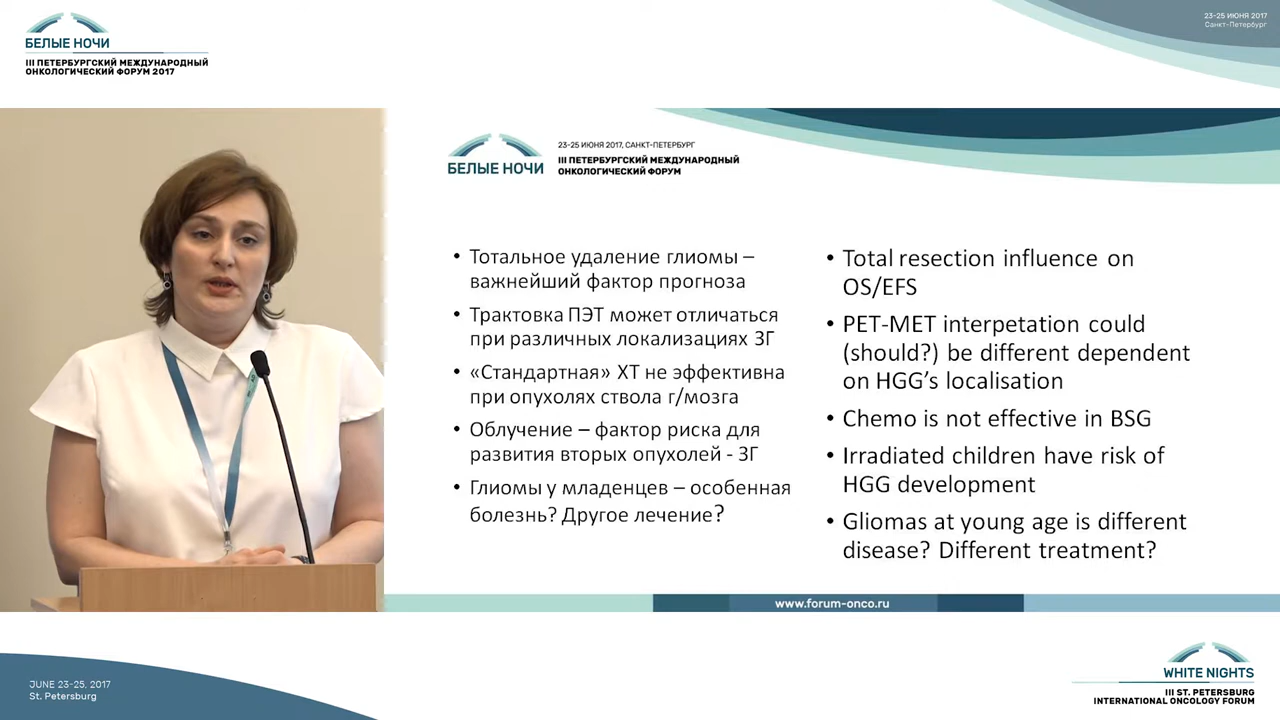 БЕЛЫЕ НОЧИ
III ПЕТЕРБУРГСКИЙ МЕЖДУНАРОДНЫЙ
ОНКОЛОГИЧЕСКИЙ ФОРУМ 2017
23-25 ИЮНЯ 2017
Санкт-Петербург
БЕЛЫЕ НОЧИ
23-25 ИЮНЯ 2017, САНКТ-ПЕТЕРБУРГ
III ПЕТЕРБУРГСКИЙ МЕЖДУНАРОДНЫЙ
ОНКОЛОГИЧЕСКИЙ ФОРУМ
• Тотальное удаление глиомы –
важнейший фактор прогноза
• Трактовка ПЭТ может отличаться
при различных локализациях ЗГ
• «Стандартная» ХТ не эффективна
при опухолях ствола г/мозга
• Облучение – фактор риска для
развития вторых опухолей - ЗГ
• Глиомы у младенцев – особенная
болезнь? Другое лечение?
• Total resection influence on
OS/EFS
• PET-MET interpetation could
(should?) be different dependent
on HGG’s localisation
• Chemo is not effective in BSG
• Irradiated children have risk of
HGG development
• Gliomas at young age is different
disease? Different treatment?
www.forum-onco.ru
JUNE 23-25, 2017
St. Petersburg
WHITE NIGHTS
III ST. PETERSBURG
INTERNATIONAL ONCOLOGY FORUM